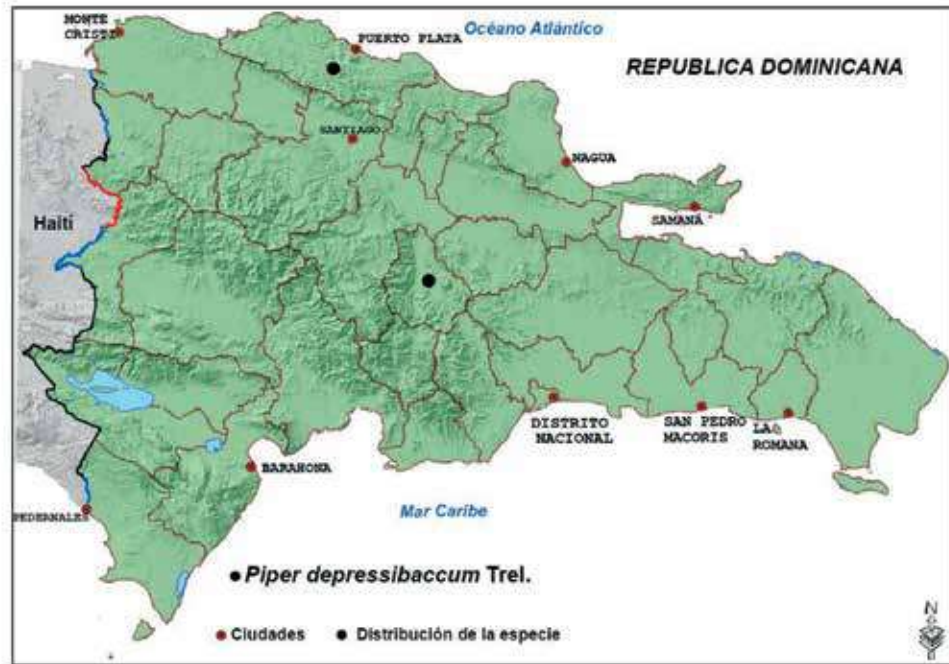 MONTE
CRISTI
PUERTO PLATA
Océano Atlántico
REPUBLICA DOMINICANA
SANTIAGO
NAGUA
SAMANÁ
Haití
DISTRITO
NACIONAL
SAN PEDRO
MACORIS
LA
ROMANA
BARAHONA
PEDERNALES
Mar Caribe
● Piper depressibaccum Trel.
● Ciudades
● Distribución de la especie
N